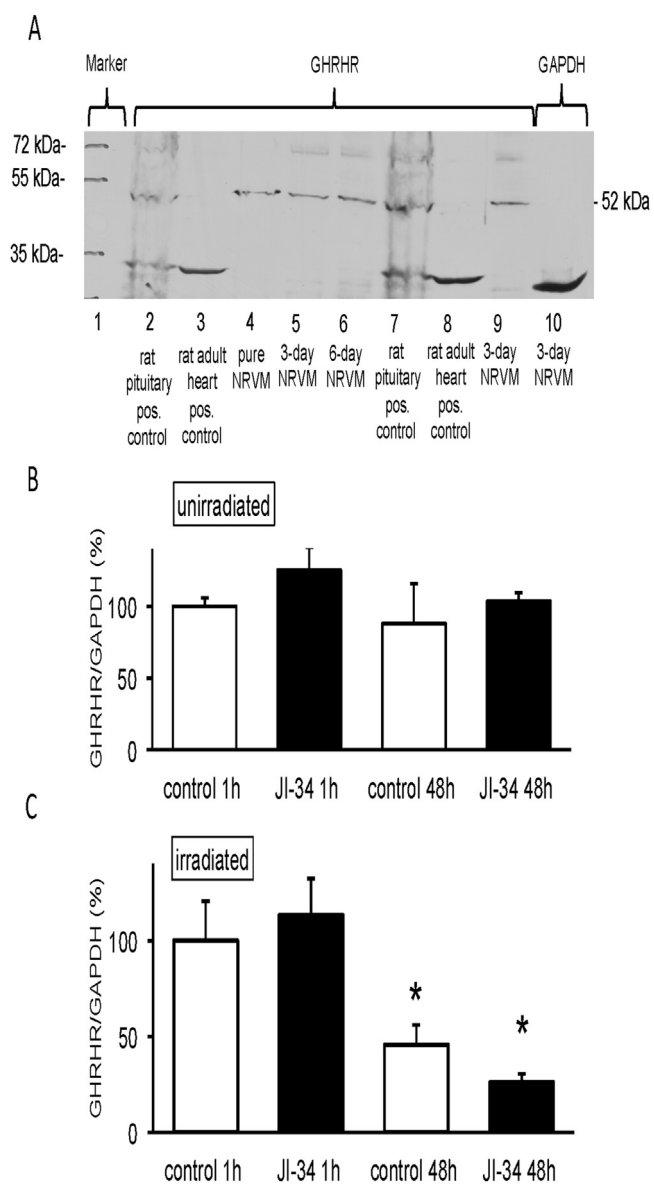 A
Marker GHRHR GAPDH
72 kDa-
55 kDa-
- 52 kDa
35 kDa-
1 2 3 4 5 6 7 8 9 10
rat rat adult pure 3-day 6-day rat rat adult 3-day 3-day
pituitary heart NRVM NRVM NRVM pituitary heart NRVM NRVM
pos. pos. pos. pos.
control control control control
B
unirradiated
GHRHR/GAPDH (%)
100
50
0
control 1h JI-34 1h control 48h JI-34 48h
C
irradiated
GHRHR/GAPDH (%)
100
* *
50
0
control 1h JI-34 1h control 48h JI-34 48h